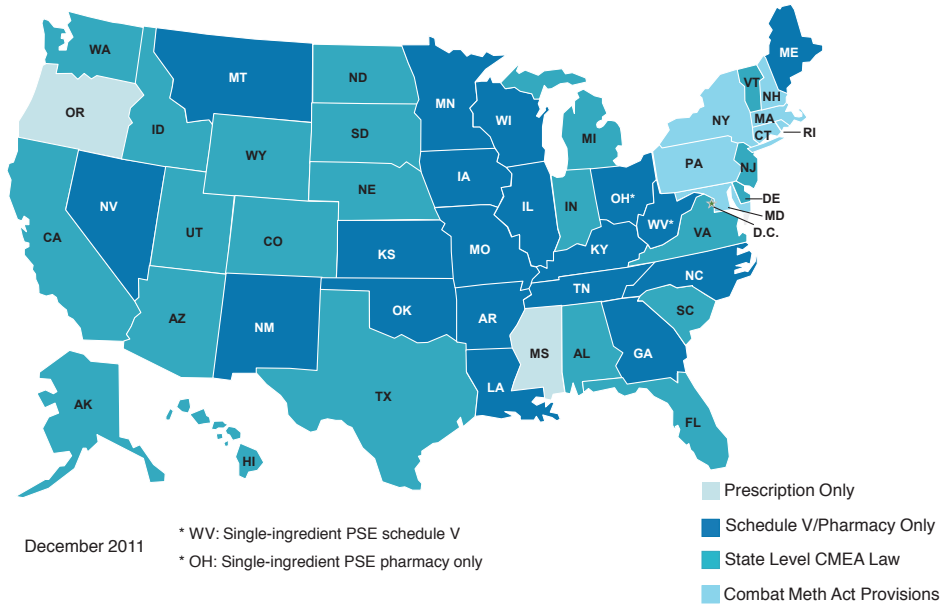 WA
MT
ND
MN
ME
VT
NH
OR
ID
WI
NY
MA
SD
MI
CT
RI
WY
PA
IA
NE
NJ
NV
OH*
IL
IN
DE
MD
UT
WV*
D.C.
CA
CO
VA
KS
MO
KY
NC
TN
OK
AZ
NM
AR
SC
MS
AL
GA
LA
TX
AK
FL
HI
Prescription Only
Schedule V/Pharmacy Only
State Level CMEA Law
Combat Meth Act Provisions
December 2011
* WV: Single-ingredient PSE schedule V
* OH: Single-ingredient PSE pharmacy only